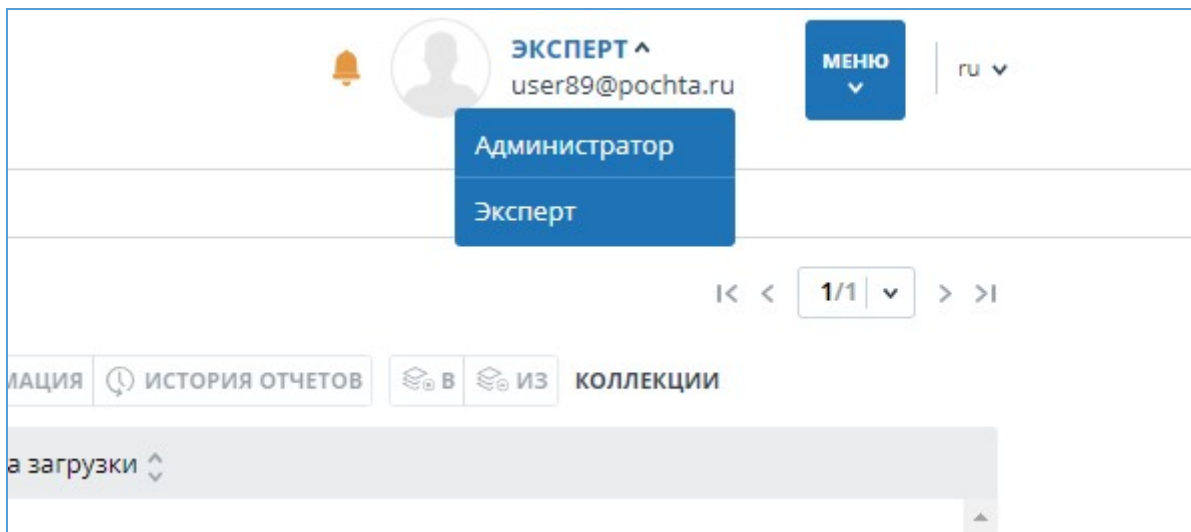 ЭКСПЕРТ
user89@pochta.ru
МЕНЮ
ru
Администратор
Эксперт
1/1
МАЦИЯ
ИСТОРИЯ ОТЧЕТОВ
В
ИЗ
КОЛЛЕКЦИИ
а загрузки